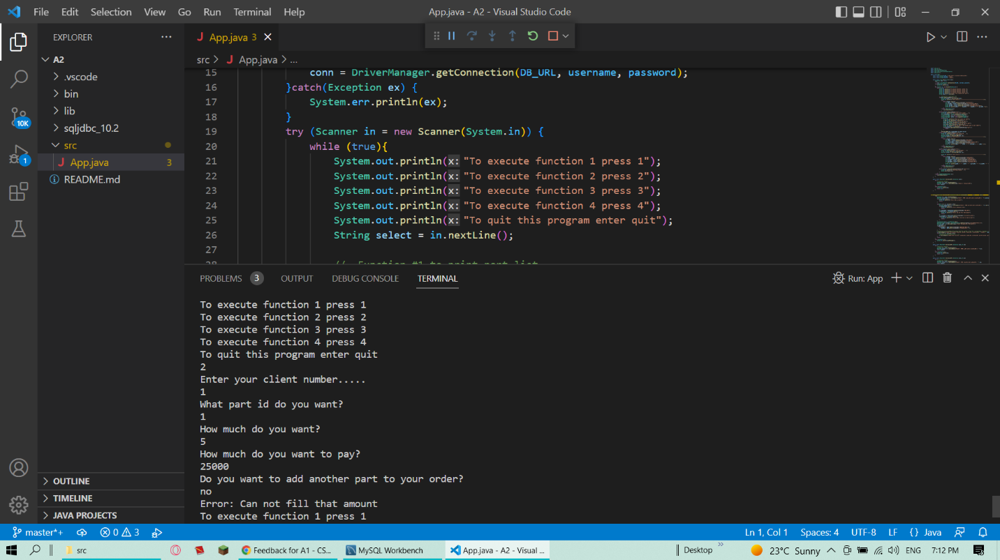 File Edit Selection View Go Run Terminal Help
App.java - A2 - Visual Studio Code
EXPLORER
A2
.vscode
bin
lib
sqljdbc_10.2
src
App.java 3
README.md
10K
1
OUTLINE
TIMELINE
JAVA PROJECTS
J App.java 3
src > J App.java > ...
15 conn = DriverManager.getConnection(DB_URL, username, password);
16 }catch(Exception ex) {
17 System.err.println(ex);
18 }
19 try (Scanner in = new Scanner(System.in)) {
20 while (true){
21 System.out.println(x: "To execute function 1 press 1");
22 System.out.println(x: "To execute function 2 press 2");
23 System.out.println(x: "To execute function 3 press 3");
24 System.out.println(x: "To execute function 4 press 4");
25 System.out.println(x: "To quit this program enter quit");
26 String select = in.nextLine();
27
28 // Function #1 to print part list
PROBLEMS 3 OUTPUT DEBUG CONSOLE TERMINAL
Run: App
To execute function 1 press 1
To execute function 2 press 2
To execute function 3 press 3
To execute function 4 press 4
To quit this program enter quit
2
Enter your client number.....
1
What part id do you want?
1
How much do you want?
5
How much do you want to pay?
25000
Do you want to add another part to your order?
no
Error: Can not fill that amount
To execute function 1 press 1
master*+ 0 3
Ln 1, Col 1 Spaces: 4 UTF-8 LF {} Java
src
Feedback for A1 - CS...
MySQL Workbench
App.java - A2 - Visual ...
Desktop »
23°C Sunny
ENG
7:12 PM